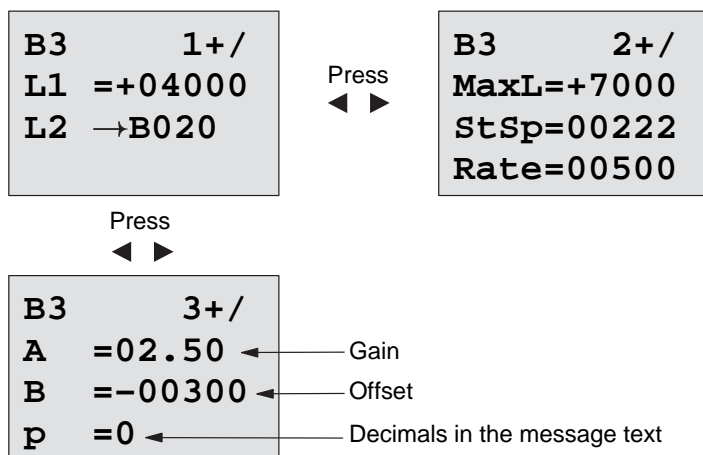 B3 1+/
L1 =+04000
L2 →B020
Press
◄ ►
B3 2+/
MaxL=+7000
StSp=00222
Rate=00500
Press
◄ ►
B3 3+/
A =02.50
Gain
B =–00300
Offset
p =0
Decimals in the message text